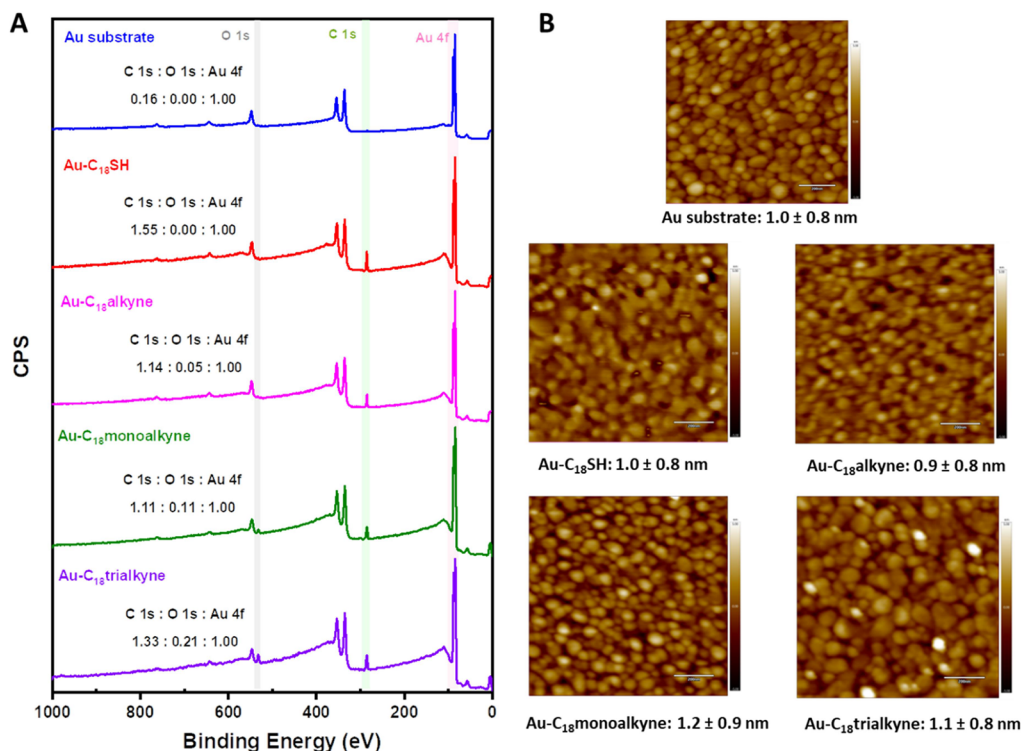 A
O 1s
C 1s
Au 4f
Au substrate
C 1s : O 1s : Au 4f
0.16 : 0.00 : 1.00
Au-C₁₈SH
C 1s : O 1s : Au 4f
1.55 : 0.00 : 1.00
Au-C₁₈alkyne
C 1s : O 1s : Au 4f
1.14 : 0.05 : 1.00
Au-C₁₈monoalkyne
C 1s : O 1s : Au 4f
1.11 : 0.11 : 1.00
Au-C₁₈trialkyne
C 1s : O 1s : Au 4f
1.33 : 0.21 : 1.00
CPS
1000 800 600 400 200 0
Binding Energy (eV)
B
Au substrate: 1.0 ± 0.8 nm
Au-C₁₈SH: 1.0 ± 0.8 nm
Au-C₁₈alkyne: 0.9 ± 0.8 nm
Au-C₁₈monoalkyne: 1.2 ± 0.9 nm
Au-C₁₈trialkyne: 1.1 ± 0.8 nm